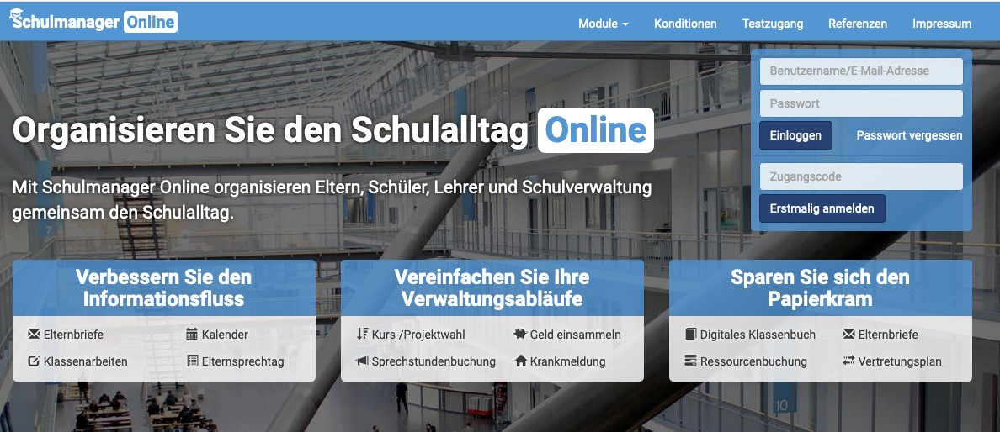 Schulmanager Online
Module Konditionen Testzugang Referenzen Impressum
Benutzername/E-Mail-Adresse
Passwort
Einloggen Passwort vergessen
Zugangscode
Erstmalig anmelden
Organisieren Sie den Schulalltag Online
Mit Schulmanager Online organisieren Eltern, Schüler, Lehrer und Schulverwaltung
gemeinsam den Schulalltag.
Verbessern Sie den
Informationsfluss
Elternbriefe Kalender
Klassenarbeiten Elternsprechtag
Vereinfachen Sie Ihre
Verwaltungsabläufe
Kurs-/Projektwahl Geld einsammeln
Sprechstundenbuchung Krankmeldung
Sparen Sie sich den
Papierkram
Digitales Klassenbuch Elternbriefe
Ressourcenbuchung Vertretungsplan
7
7
10